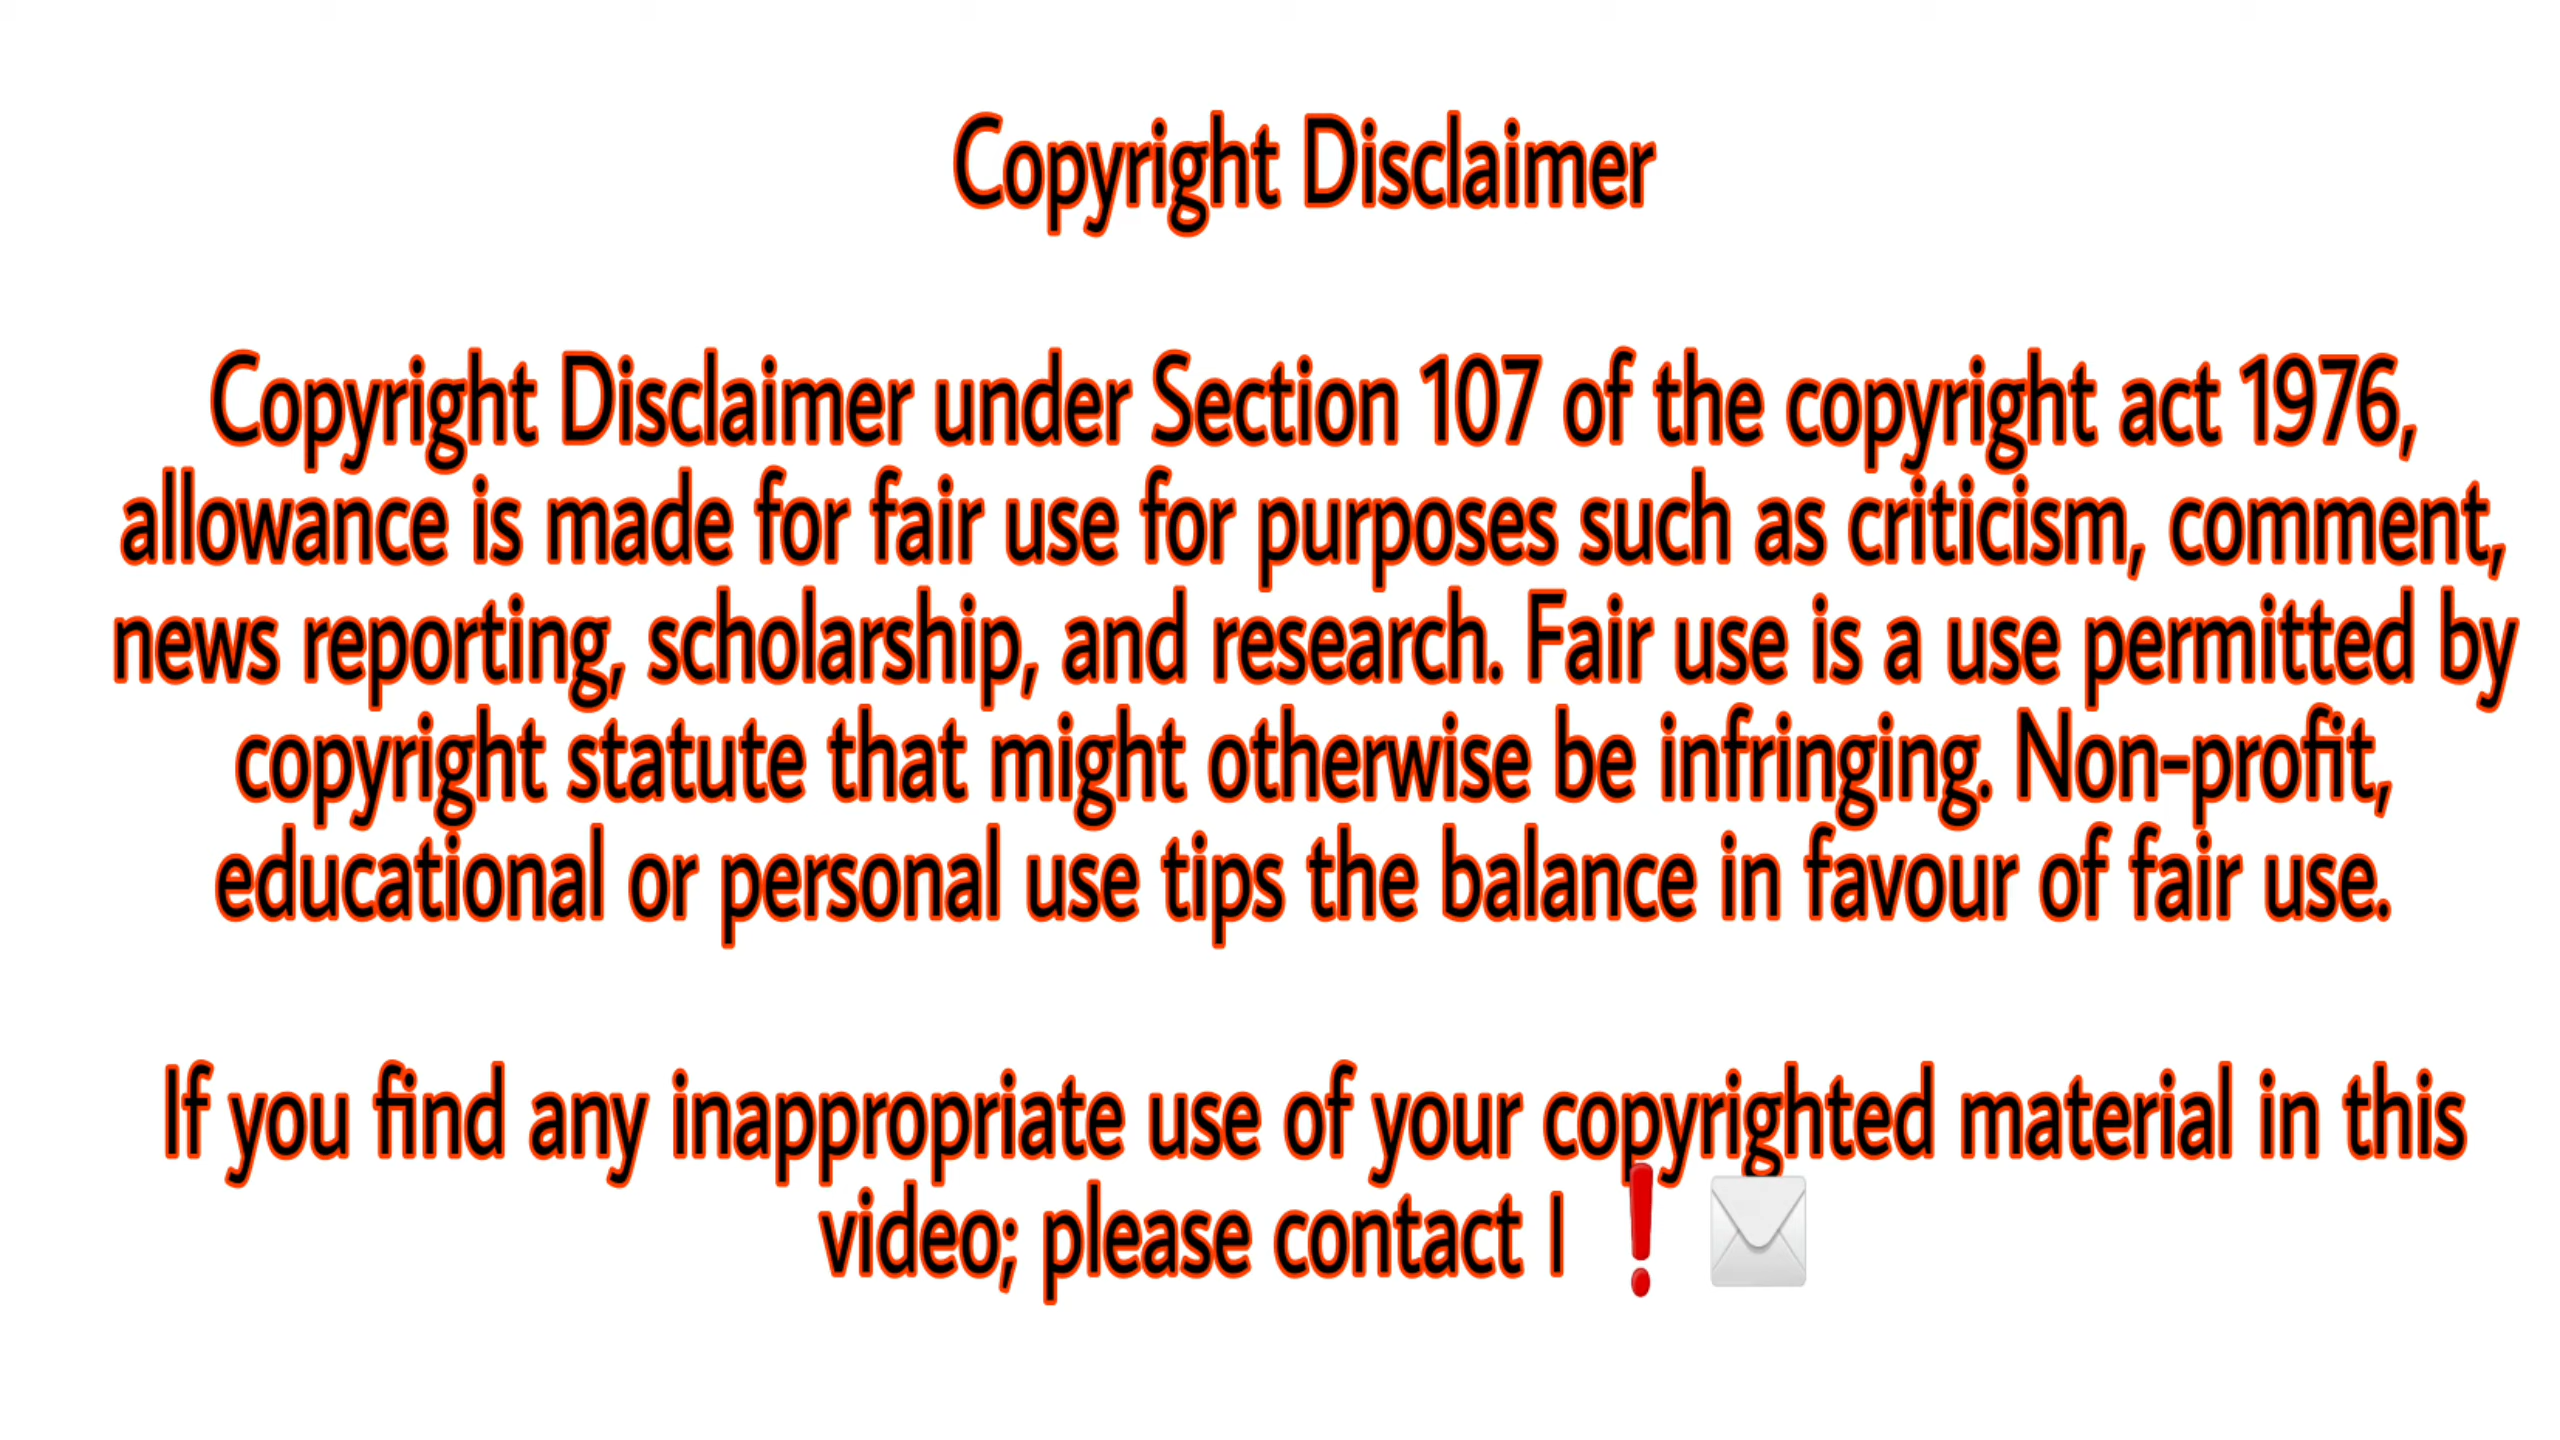 Copyright Disclaimer
Copyright Disclaimer under Section 107 of the copyright act 1976,
allowance is made for fair use for purposes such as criticism, comment,
news reporting, scholarship, and research. Fair use is a use permitted by
copyright statute that might otherwise be infringing. Non-profit,
educational or personal use tips the balance in favour of fair use.
If you find any inappropriate use of your copyrighted material in this
video; please contact I ❗✉